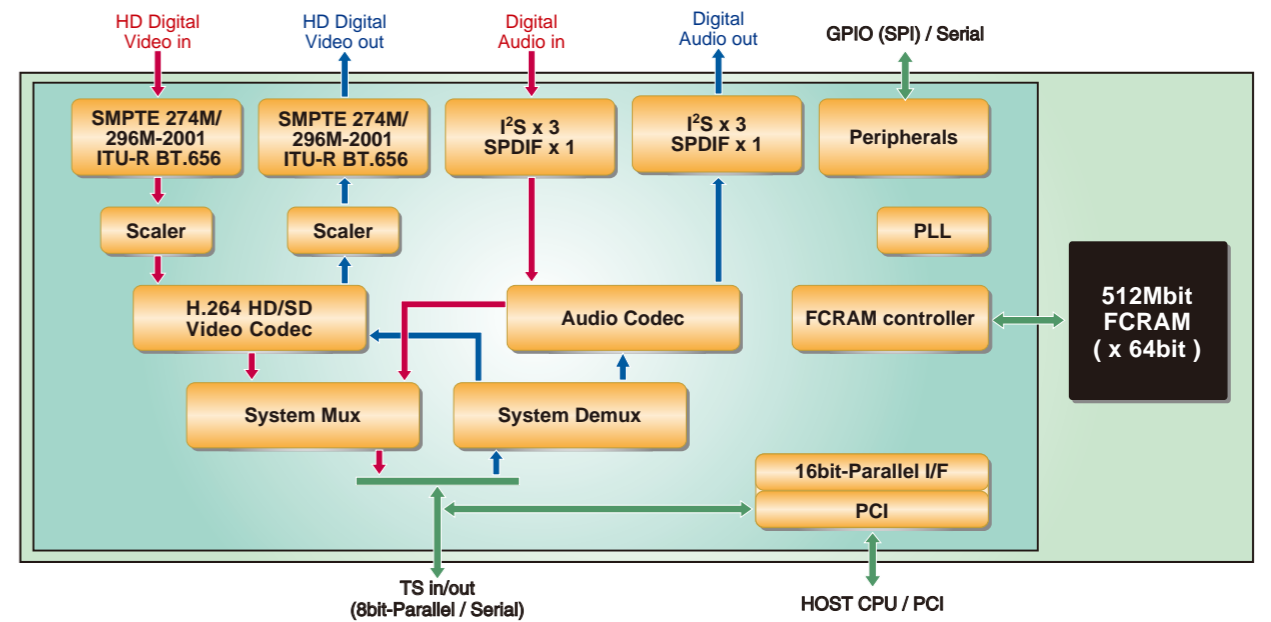 HD Digital
Video in
HD Digital
Video out
Digital
Audio in
Digital
Audio out
GPIO (SPI) / Serial
SMPTE 274M/
296M-2001
ITU-R BT.656
SMPTE 274M/
296M-2001
ITU-R BT.656
I²S x 3
SPDIF x 1
I²S x 3
SPDIF x 1
Peripherals
Scaler
Scaler
PLL
H.264 HD/SD
Video Codec
Audio Codec
FCRAM controller
512Mbit
FCRAM
( x 64bit )
System Mux
System Demux
16bit-Parallel I/F
PCI
TS in/out
(8bit-Parallel / Serial)
HOST CPU / PCI